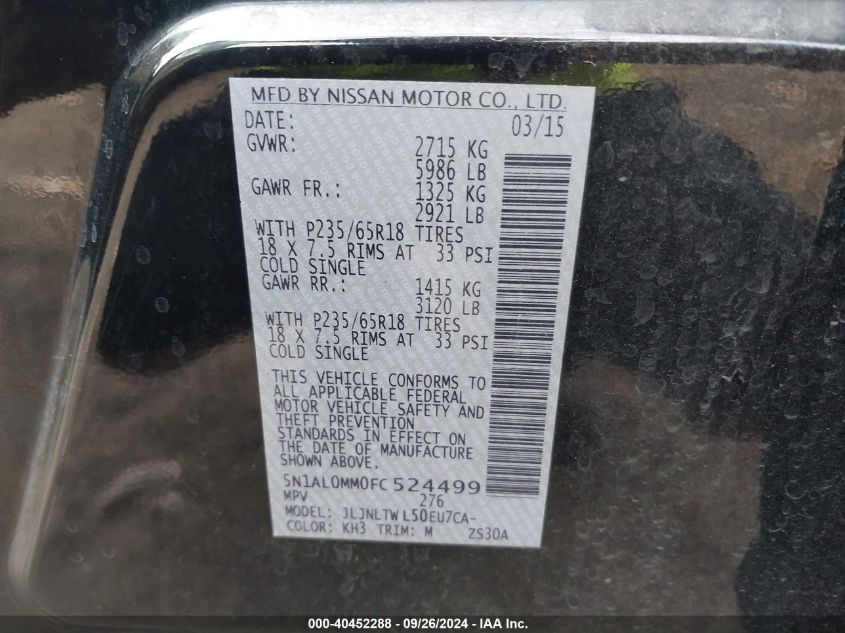 MFD BY NISSAN MOTOR CO., LTD.
DATE: 03/15
GVWR: 2715 KG
5986 LB
GAWR FR.: 1325 KG
2921 LB
WITH P235/65R18 TIRES
18 X 7.5 RIMS AT 33 PSI
COLD SINGLE
GAWR RR.: 1415 KG
3120 LB
WITH P235/65R18 TIRES
18 X 7.5 RIMS AT 33 PSI
COLD SINGLE
THIS VEHICLE CONFORMS TO
ALL APPLICABLE FEDERAL
MOTOR VEHICLE SAFETY AND
THEFT PREVENTION
STANDARDS IN EFFECT ON
THE DATE OF MANUFACTURE
SHOWN ABOVE.
5N1AL0MM0FC524499
MPV 276
MODEL: JLJNLTWL50EU7CA-
COLOR: KH3 TRIM: M ZS30A
000-40452288 - 09/26/2024 - IAA Inc.